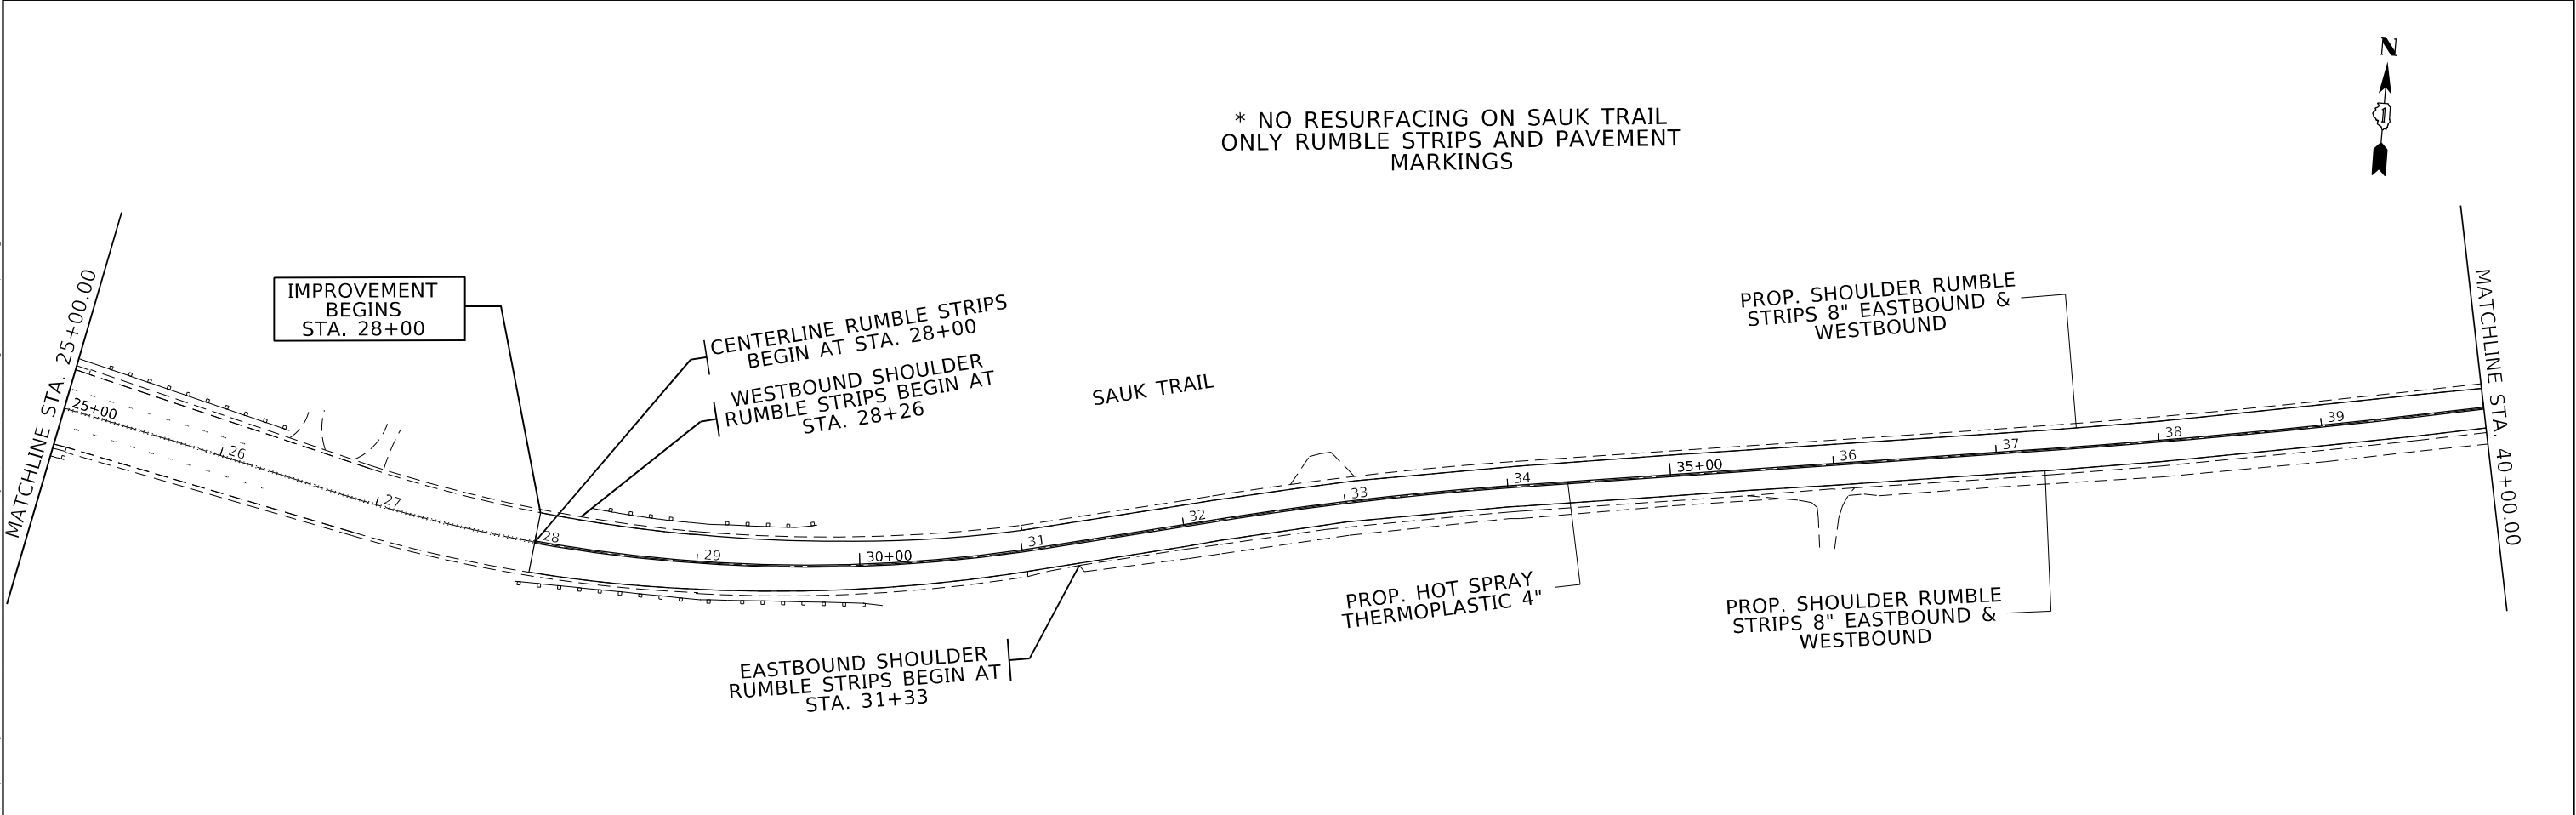 N
1
* NO RESURFACING ON SAUK TRAIL
ONLY RUMBLE STRIPS AND PAVEMENT
MARKINGS
MATCHLINE STA. 25+00.00
IMPROVEMENT
BEGINS
STA. 28+00
CENTERLINE RUMBLE STRIPS
BEGIN AT STA. 28+00
WESTBOUND SHOULDER
RUMBLE STRIPS BEGIN AT
STA. 28+26
SAUK TRAIL
PROP. SHOULDER RUMBLE
STRIPS 8" EASTBOUND &
WESTBOUND
MATCHLINE STA. 40+00.00
25+00
26
27
28
29
30+00
31
32
33
34
35+00
36
37
38
39
EASTBOUND SHOULDER
RUMBLE STRIPS BEGIN AT
STA. 31+33
PROP. HOT SPRAY
THERMOPLASTIC 4"
PROP. SHOULDER RUMBLE
STRIPS 8" EASTBOUND &
WESTBOUND